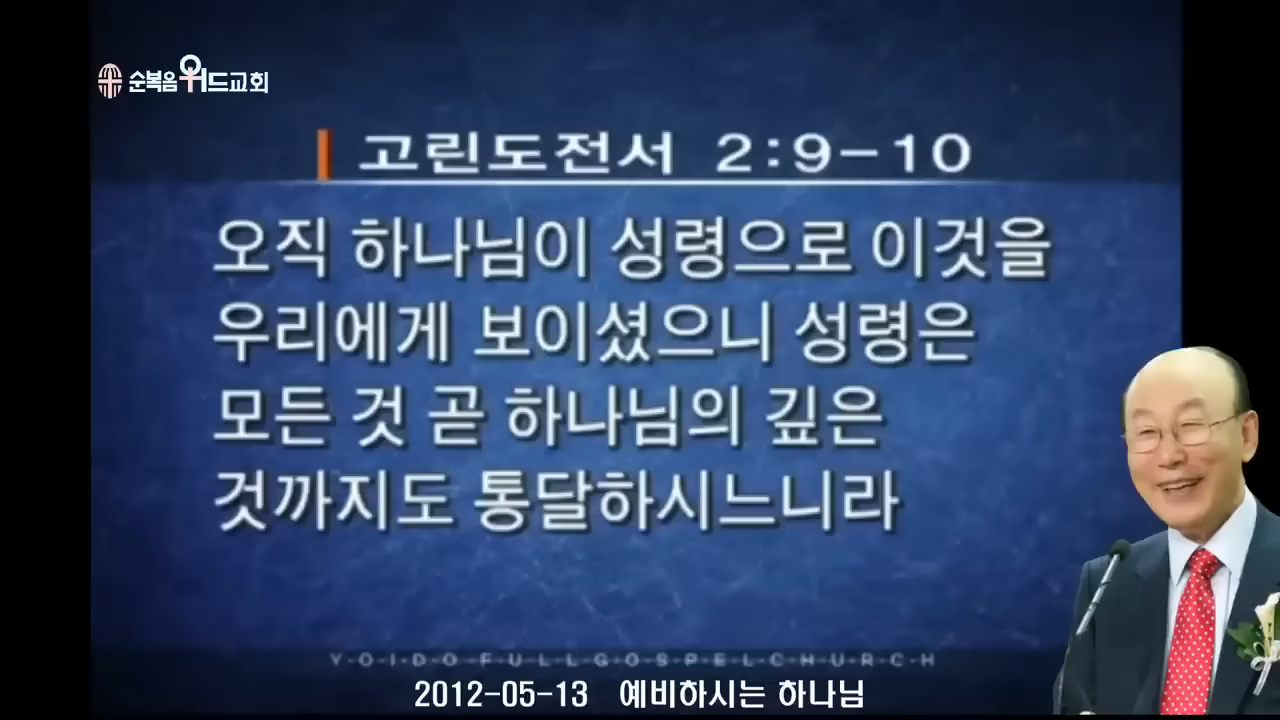 순복음워드교회
고린도전서 2:9-10
오직 하나님이 성령으로 이것을
우리에게 보이셨으니 성령은
모든 것 곧 하나님의 깊은
것까지도 통달하시느니라
Y·O·I·D·O·F·U·L·L·G·O·S·P·E·L·C·H·U·R·C·H
2012-05-13 예비하시는 하나님